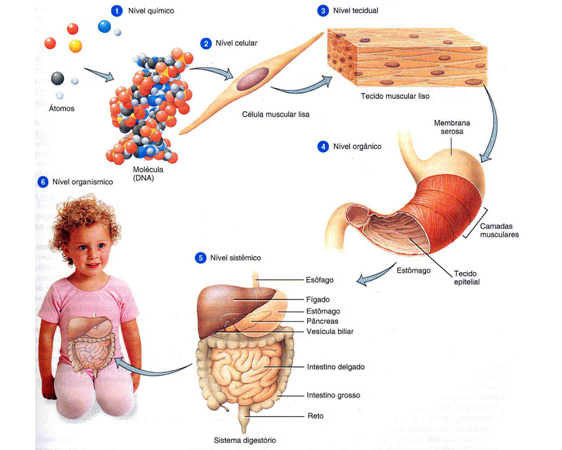 1 Nível químico
Átomos
Molécula
(DNA)
2 Nível celular
Célula muscular lisa
3 Nível tecidual
Tecido muscular liso
4 Nível orgânico
Membrana
serosa
Camadas
musculares
Estômago
Tecido
epitelial
5 Nível sistêmico
Esôfago
Fígado
Estômago
Pâncreas
Vesícula biliar
Intestino delgado
Intestino grosso
Reto
Sistema digestório
6 Nível organísmico